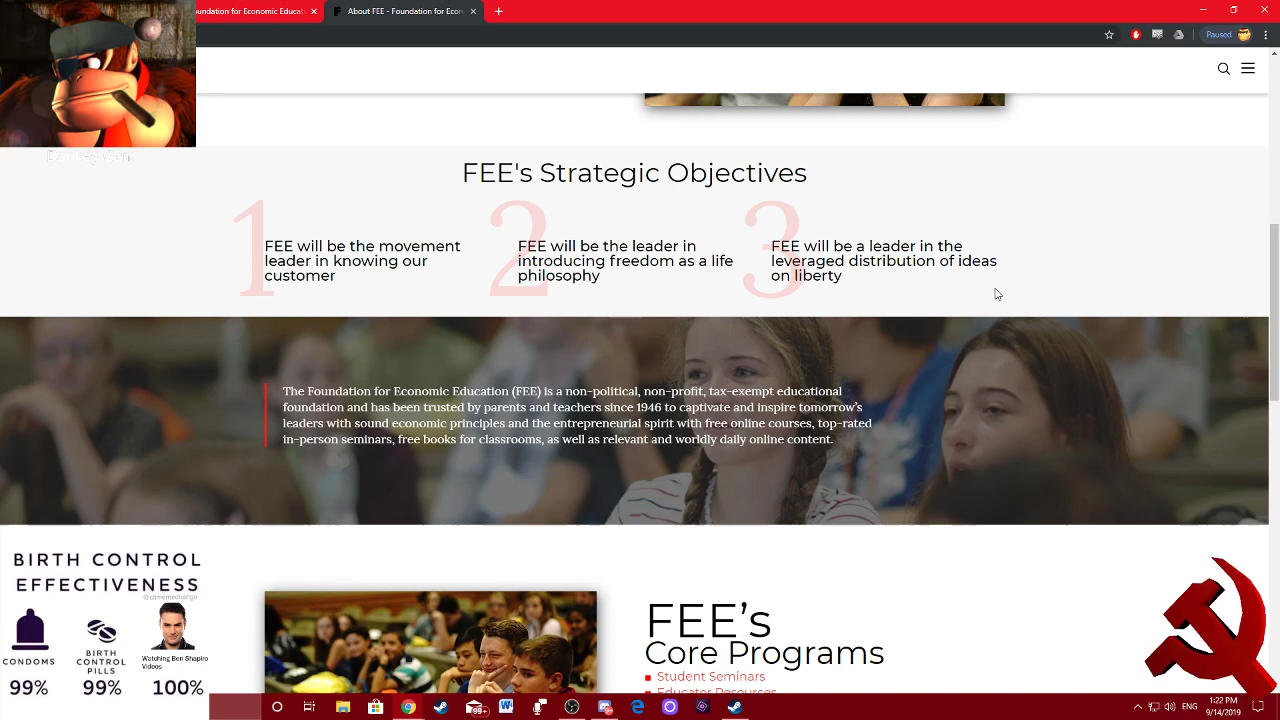 undation for Economic Educati
About FEE - Foundation for Econ
Paused
FEE's Strategic Objectives
1
FEE will be the movement
leader in knowing our
customer
2
FEE will be the leader in
introducing freedom as a life
philosophy
3
FEE will be a leader in the
leveraged distribution of ideas
on liberty
The Foundation for Economic Education (FEE) is a non-political, non-profit, tax-exempt educational
foundation and has been trusted by parents and teachers since 1946 to captivate and inspire tomorrow's
leaders with sound economic principles and the entrepreneurial spirit with free online courses, top-rated
in-person seminars, free books for classrooms, as well as relevant and worldly daily online content.
BIRTH CONTROL
EFFECTIVENESS
@climemechange
CONDOMS
99%
BIRTH
CONTROL
PILLS
99%
Watching Ben Shapiro
Videos
100%
FEE's
Core Programs
Student Seminars
Educator Resources
99+
ENG
1:22 PM
9/14/2019